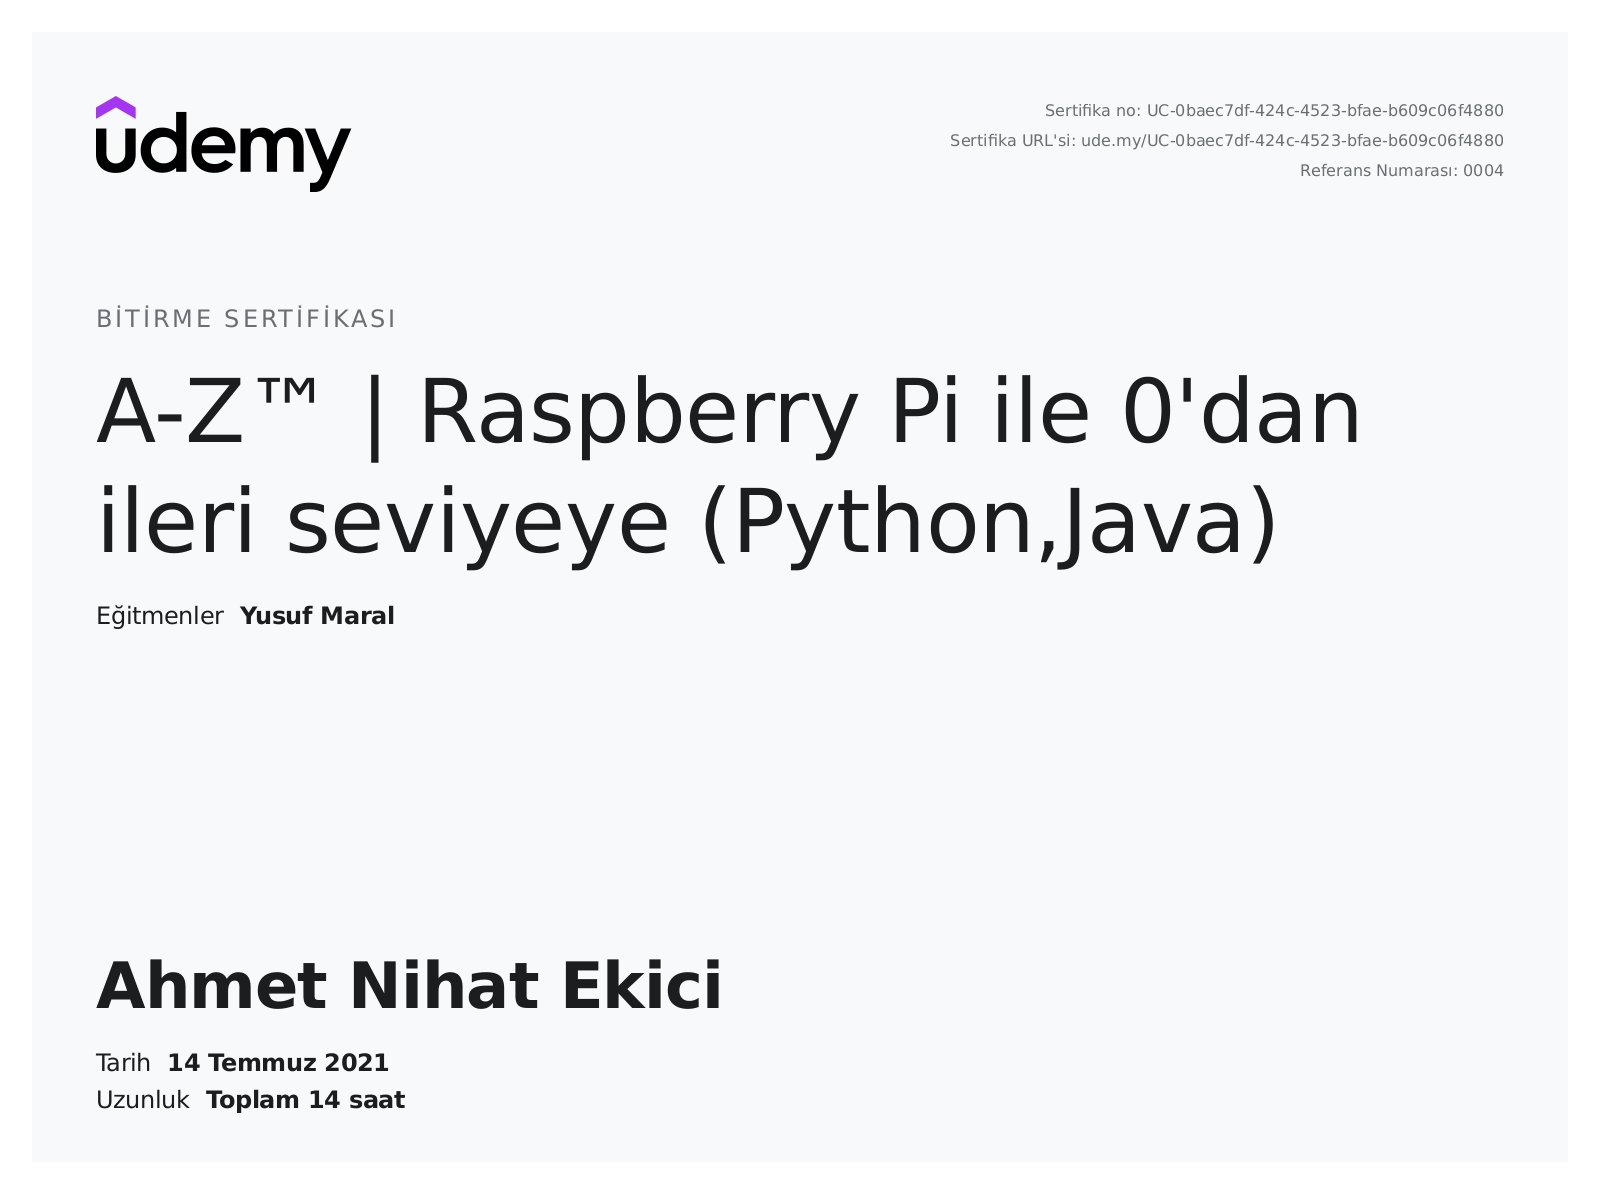 udemy
Sertifika no: UC-0baec7df-424c-4523-bfae-b609c06f4880
Sertifika URL'si: ude.my/UC-0baec7df-424c-4523-bfae-b609c06f4880
Referans Numarası: 0004
BİTİRME SERTİFİKASI
A-Z™ | Raspberry Pi ile 0'dan
ileri seviyeye (Python,Java)
Eğitmenler Yusuf Maral
Ahmet Nihat Ekici
Tarih 14 Temmuz 2021
Uzunluk Toplam 14 saat